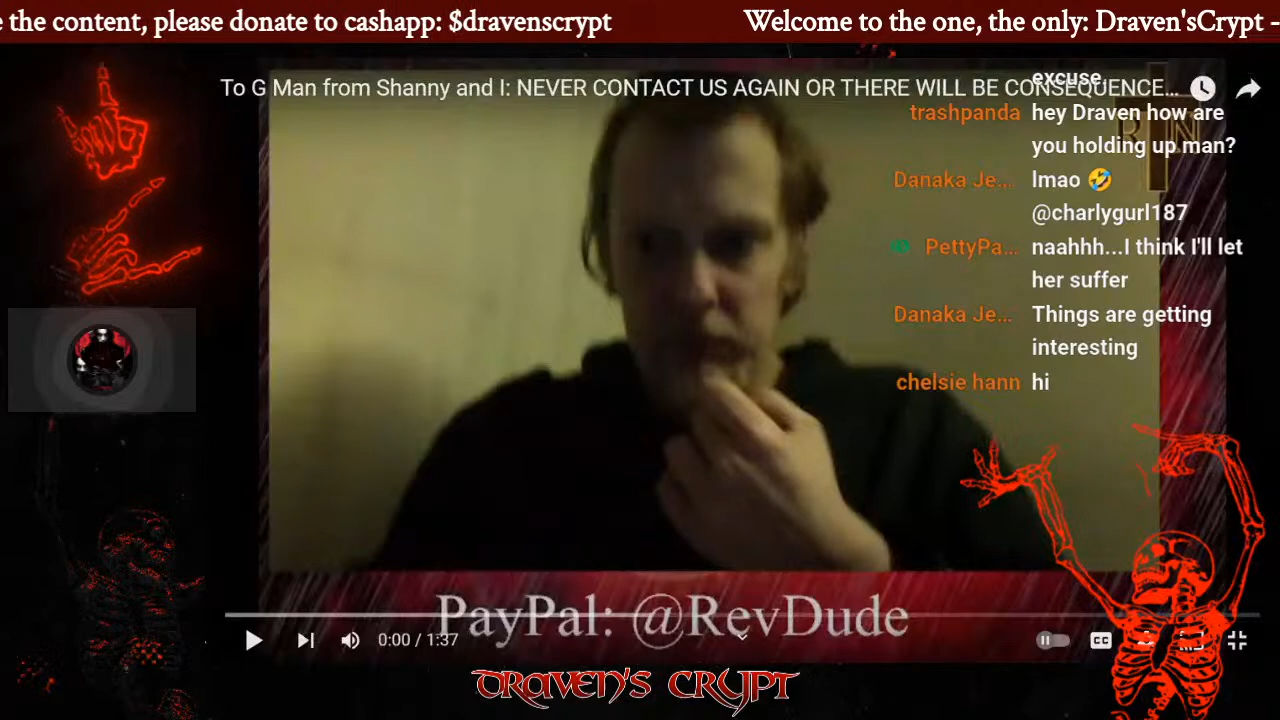 e the content, please donate to cashapp: $dravenscrypt
Welcome to the one, the only: Draven'sCrypt -
To G Man from Shanny and I: NEVER CONTACT US AGAIN OR THERE WILL BE CONSEQUENCE...
excuse.
trashpanda hey Draven how are
you holding up man?
Danaka Je... lmao 🤣
@charlygurl187
PettyPa... naahhh...I think I'll let
her suffer
Danaka Je... Things are getting
interesting
chelsie hann hi
PayPal: @RevDude
0:00 / 1:37
CC
DRAVEN'S CRYPT